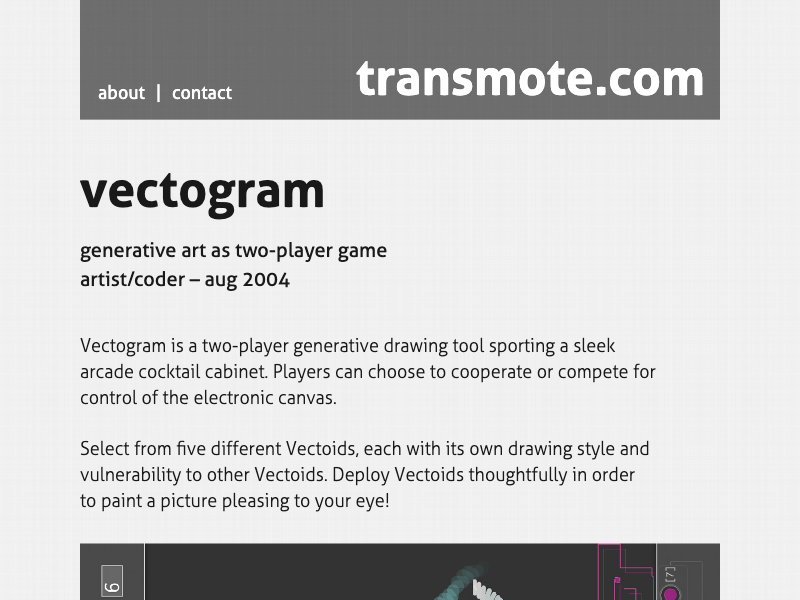 about | contact
transmote.com
vectogram
generative art as two-player game
artist/coder – aug 2004
Vectogram is a two-player generative drawing tool sporting a sleek
arcade cocktail cabinet. Players can choose to cooperate or compete for
control of the electronic canvas.
Select from five different Vectoids, each with its own drawing style and
vulnerability to other Vectoids. Deploy Vectoids thoughtfully in order
to paint a picture pleasing to your eye!
[2]